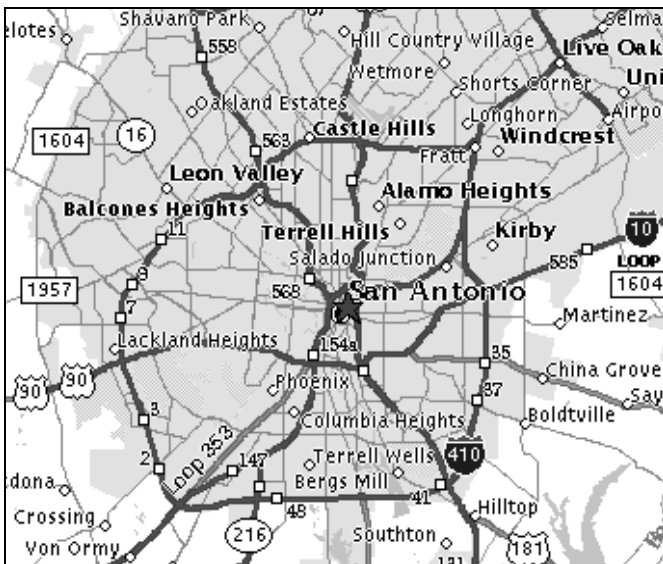 Shavano Park
Selma
elotes
Hill Country Village
Live Oak
558
Wetmore
Shorts Corner
Uni
Oakland Estates
Longhorn
Airpo
1604
16
563
Castle Hills
Windcrest
Fratt
Leon Valley
Alamo Heights
Balcones Heights
11
Terrell Hills
Kirby
10
Salado Junction
585
LOOP
9
1604
1957
568
San Antonio
7
Martinez
Lackland Heights
154a
35
90
90
Phoenix
China Grove
37
Say
3
Columbia Heights
Boldtville
Loop 353
2
147
Terrell Wells
410
Bergs Mill
dona
48
41
Hilltop
Crossing
216
Southton
181
Von Ormy
131